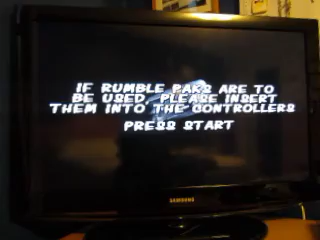 IF RUMBLE PAKS ARE TO
BE USED, PLEASE INSERT
THEM INTO THE CONTROLLERS
PRESS START
SAMSUNG